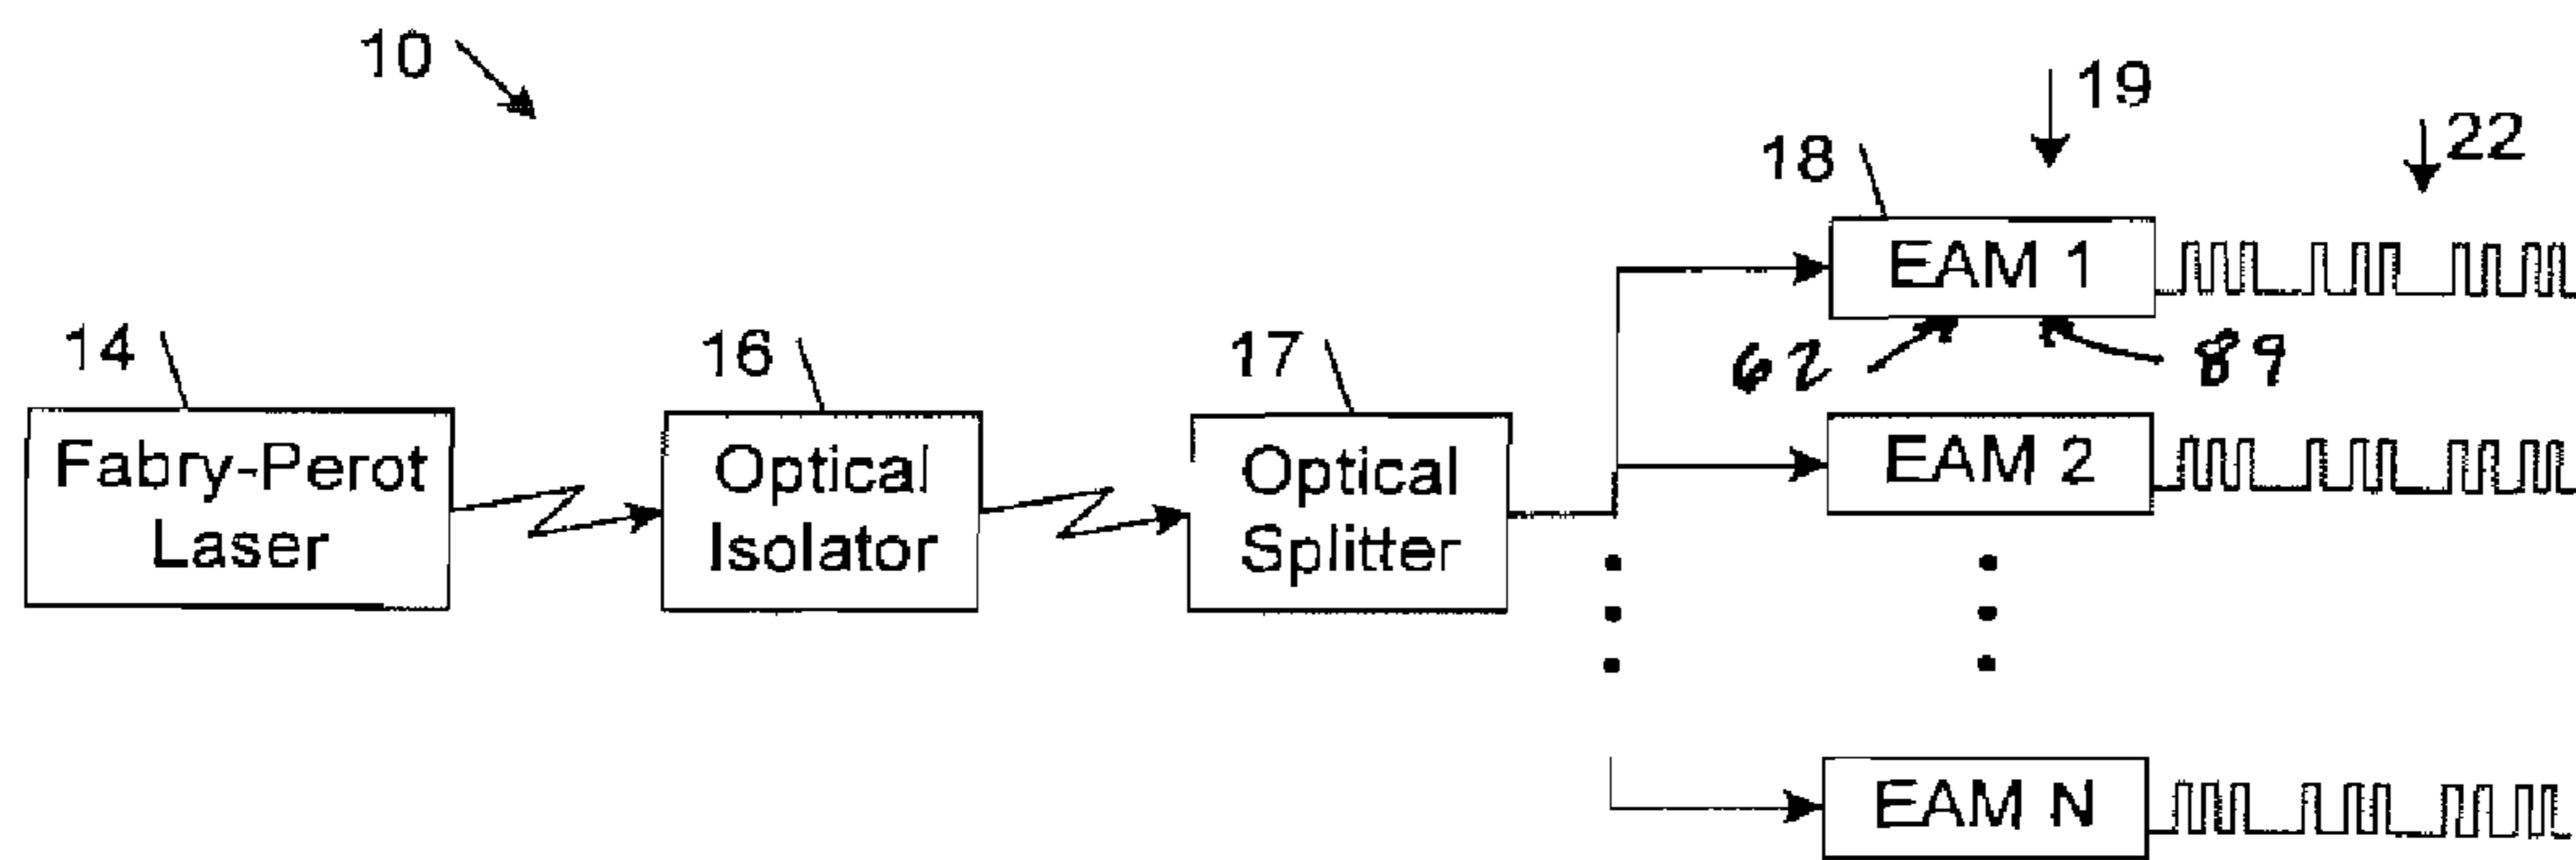 10
19
22
18
EAM 1
14
16
17
62
89
Fabry-Perot
Laser
Optical
Isolator
Optical
Splitter
EAM 2
EAM N